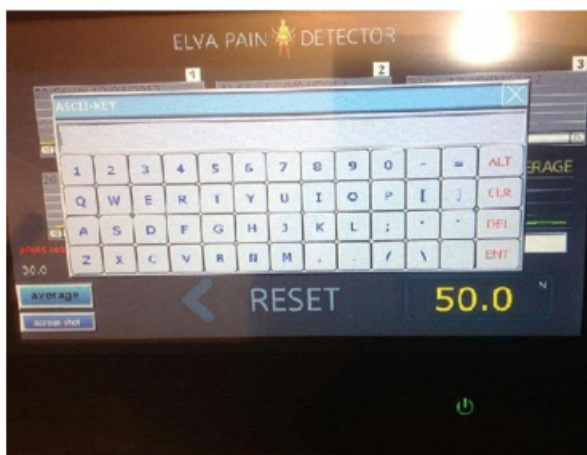 ELVA PAIN DETECTOR
1
2
3
ASCII-KEY
1 2 3 4 5 6 7 8 9 0 - = ALT
Q W E R T Y U I O P [ ] CLR
A S D F G H J K L ; DEL
Z X C V B N M , . / \ ENT
ERAGE
20
30.0
average
screen shot
RESET
50.0 N